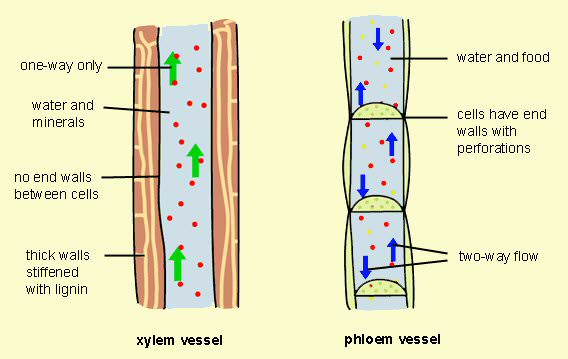 one-way only
water and
minerals
no end walls
between cells
thick walls
stiffened
with lignin
xylem vessel
water and food
cells have end
walls with
perforations
two-way flow
phloem vessel